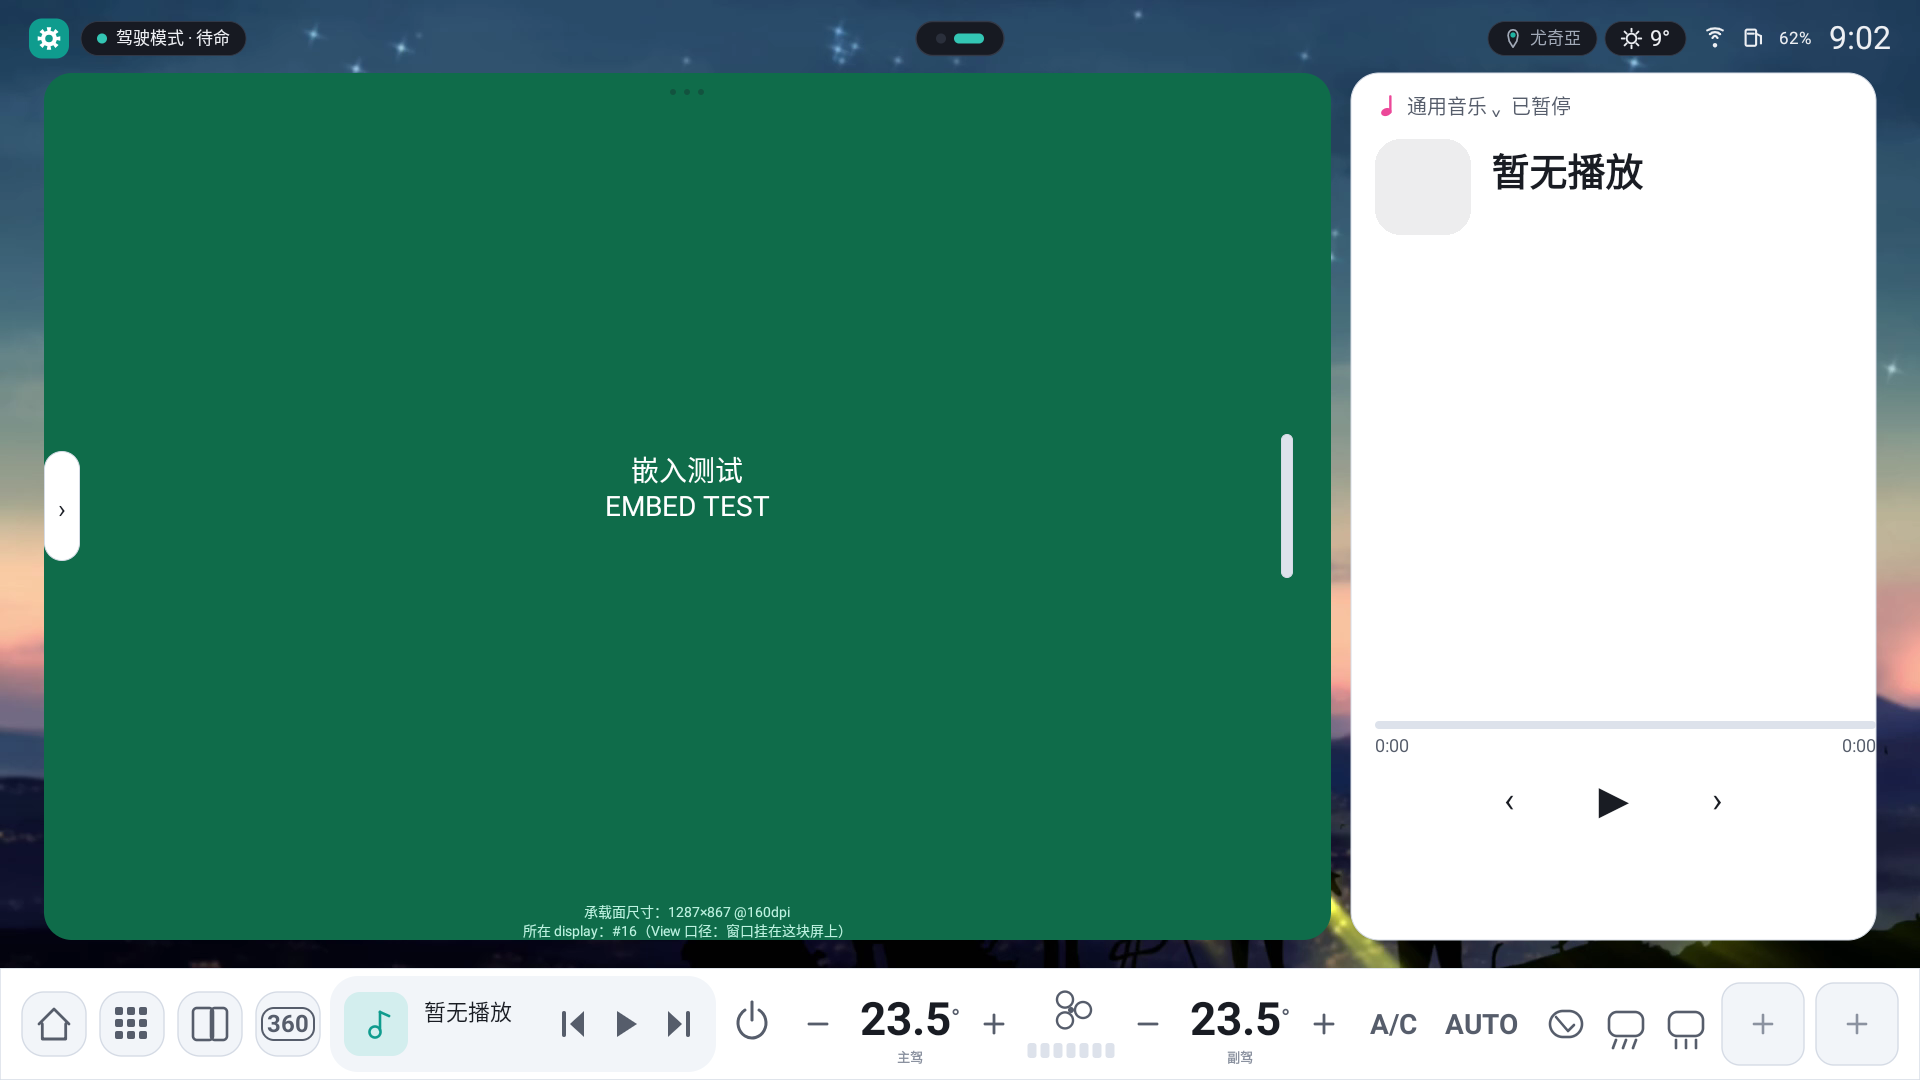 驾驶模式 · 待命
尤奇亞
9°
62%
9:02
通用音乐 已暂停
暂无播放
嵌入测试
EMBED TEST
承载面尺寸：1287×867 @160dpi
所在 display：#16（View 口径：窗口挂在这块屏上）
0:00
0:00
360
暂无播放
23.5°
主驾
23.5°
副驾
A/C
AUTO